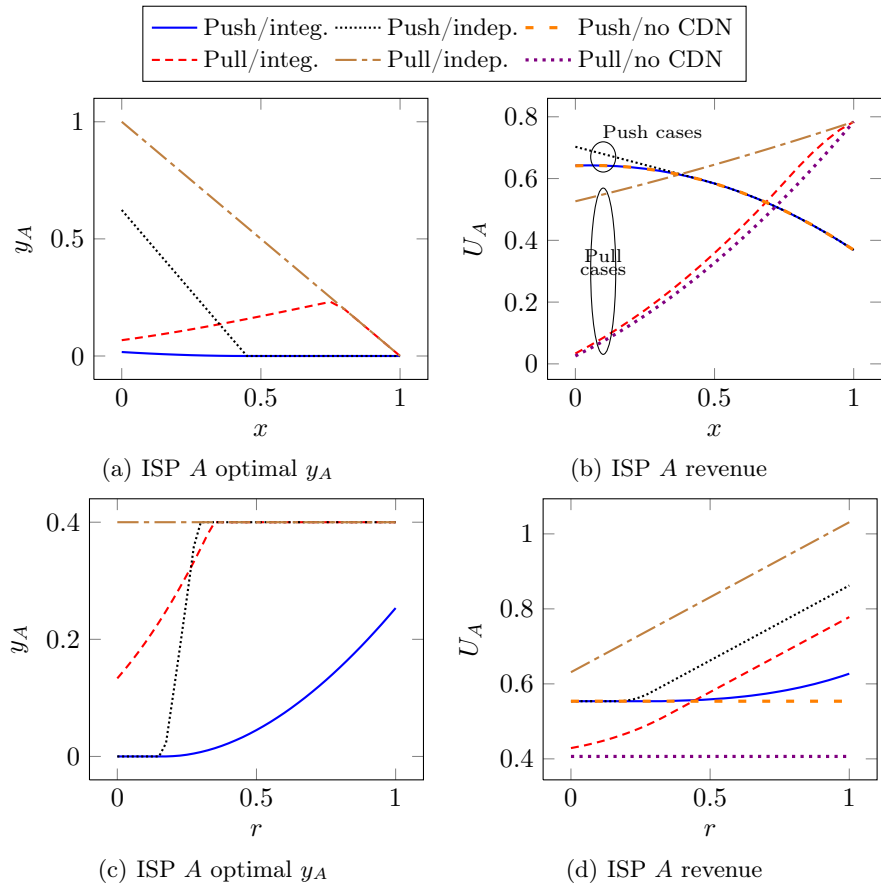 Push/integ. Push/indep. Push/no CDN
Pull/integ. Pull/indep. Pull/no CDN
1
0.5
0
y_A
0 0.5 1
x
(a) ISP A optimal y_A
0.8
0.6
0.4
0.2
0
U_A
Push cases
Pull
cases
0 0.5 1
x
(b) ISP A revenue
0.4
0.2
0
y_A
0 0.5 1
r
(c) ISP A optimal y_A
1
0.8
0.6
0.4
U_A
0 0.5 1
r
(d) ISP A revenue